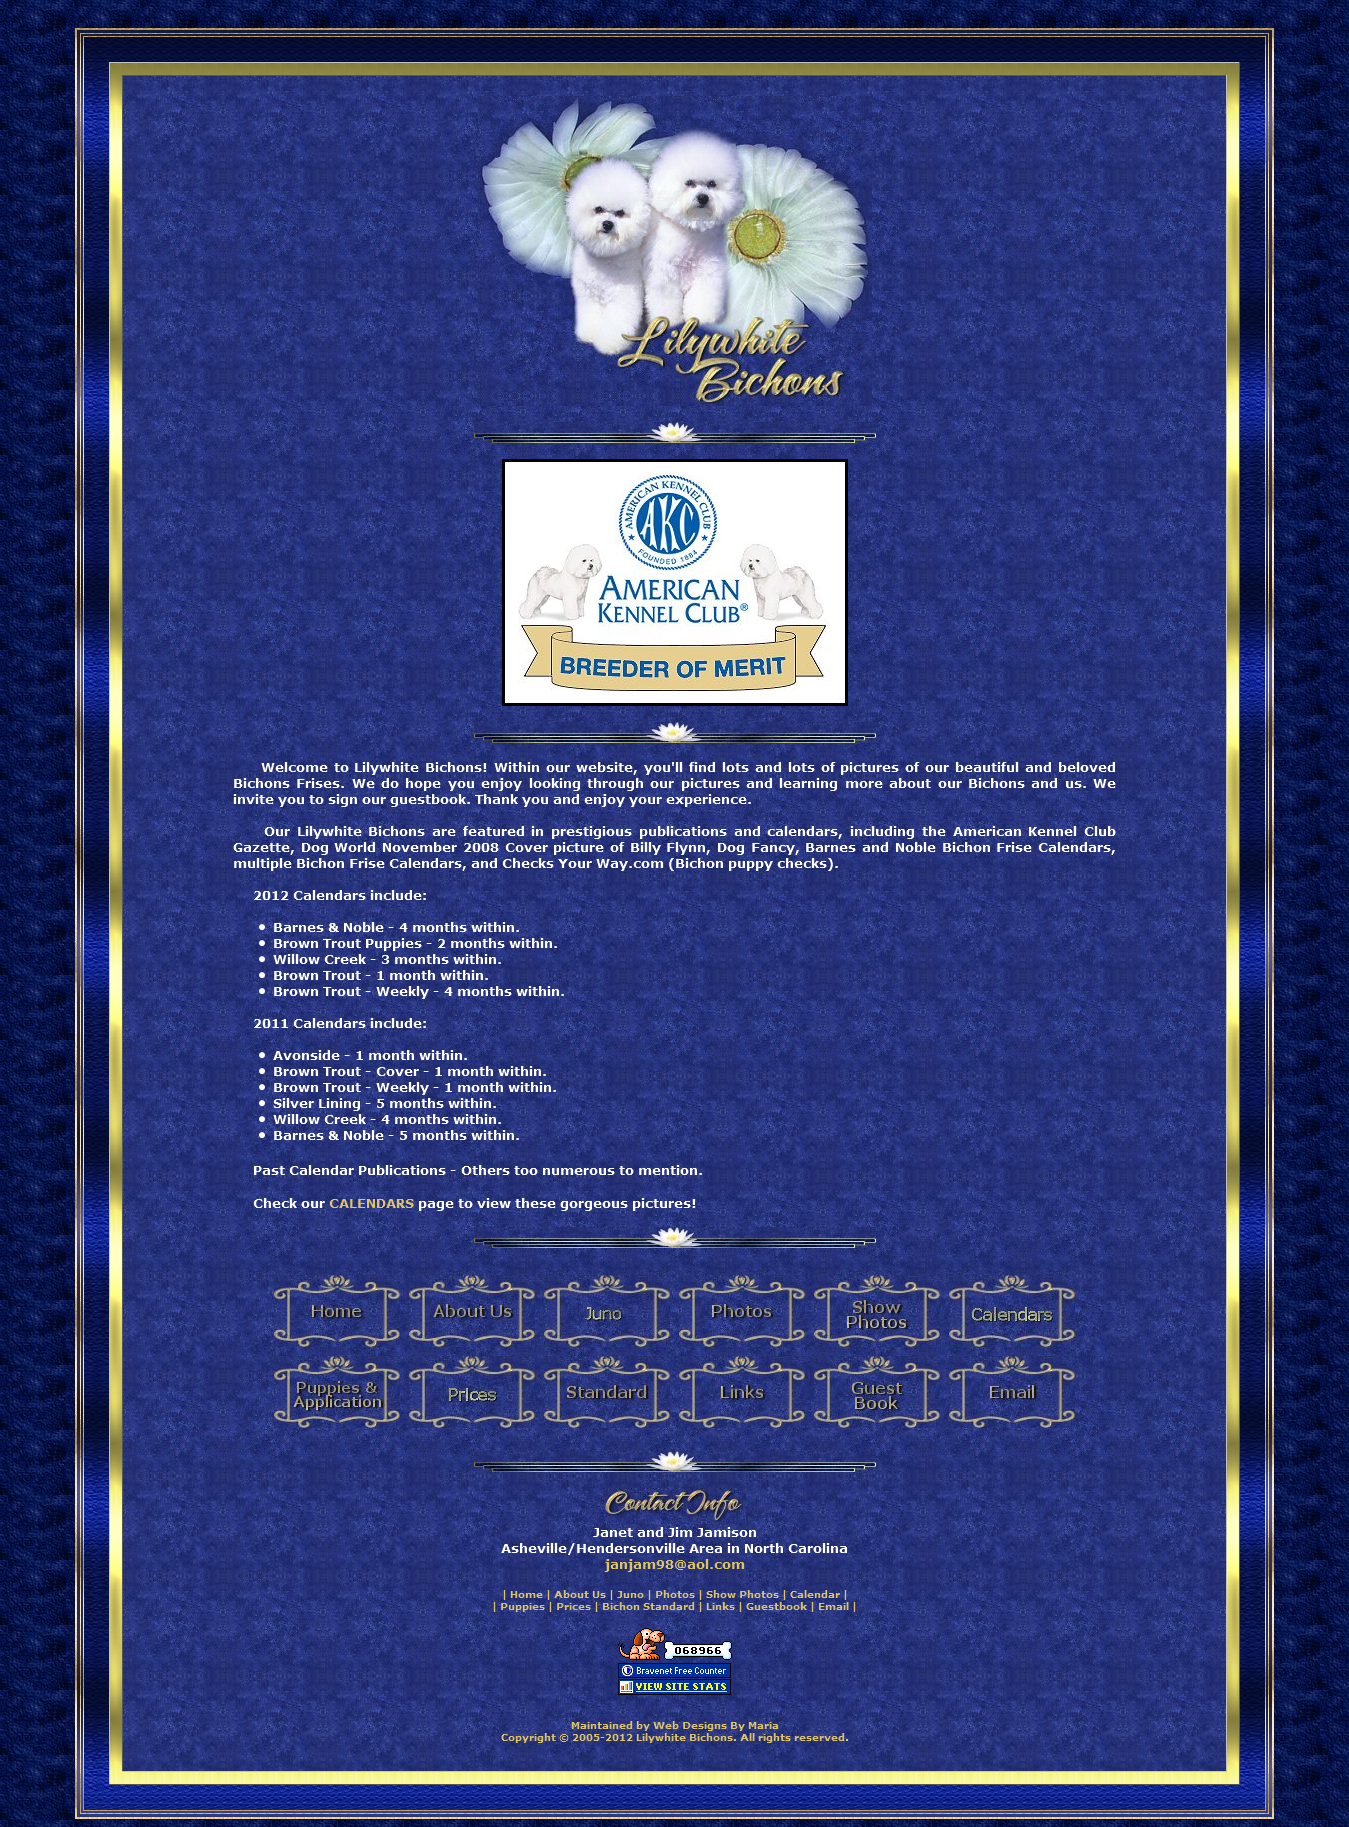 Lilywhite
Bichons
AMERICAN KENNEL CLUB
AKC
FOUNDED 1884
AMERICAN
KENNEL CLUB®
BREEDER OF MERIT
Welcome to Lilywhite Bichons! Within our website, you'll find lots and lots of pictures of our beautiful and beloved
Bichons Frises. We do hope you enjoy looking through our pictures and learning more about our Bichons and us. We
invite you to sign our guestbook. Thank you and enjoy your experience.
Our Lilywhite Bichons are featured in prestigious publications and calendars, including the American Kennel Club
Gazette, Dog World November 2008 Cover picture of Billy Flynn, Dog Fancy, Barnes and Noble Bichon Frise Calendars,
multiple Bichon Frise Calendars, and Checks Your Way.com (Bichon puppy checks).
2012 Calendars include:
• Barnes & Noble - 4 months within.
• Brown Trout Puppies - 2 months within.
• Willow Creek - 3 months within.
• Brown Trout - 1 month within.
• Brown Trout - Weekly - 4 months within.
2011 Calendars include:
• Avonside - 1 month within.
• Brown Trout - Cover - 1 month within.
• Brown Trout - Weekly - 1 month within.
• Silver Lining - 5 months within.
• Willow Creek - 4 months within.
• Barnes & Noble - 5 months within.
Past Calendar Publications - Others too numerous to mention.
Check our CALENDARS page to view these gorgeous pictures!
Home
About Us
Juno
Photos
Show
Photos
Calendars
Puppies &
Application
Prices
Standard
Links
Guest
Book
Email
Contact Info
Janet and Jim Jamison
Asheville/Hendersonville Area in North Carolina
janjam98@aol.com
| Home | About Us | Juno | Photos | Show Photos | Calendar |
| Puppies | Prices | Bichon Standard | Links | Guestbook | Email |
068966
Bravenet Free Counter
VIEW SITE STATS
Maintained by Web Designs By Maria
Copyright © 2005-2012 Lilywhite Bichons. All rights reserved.